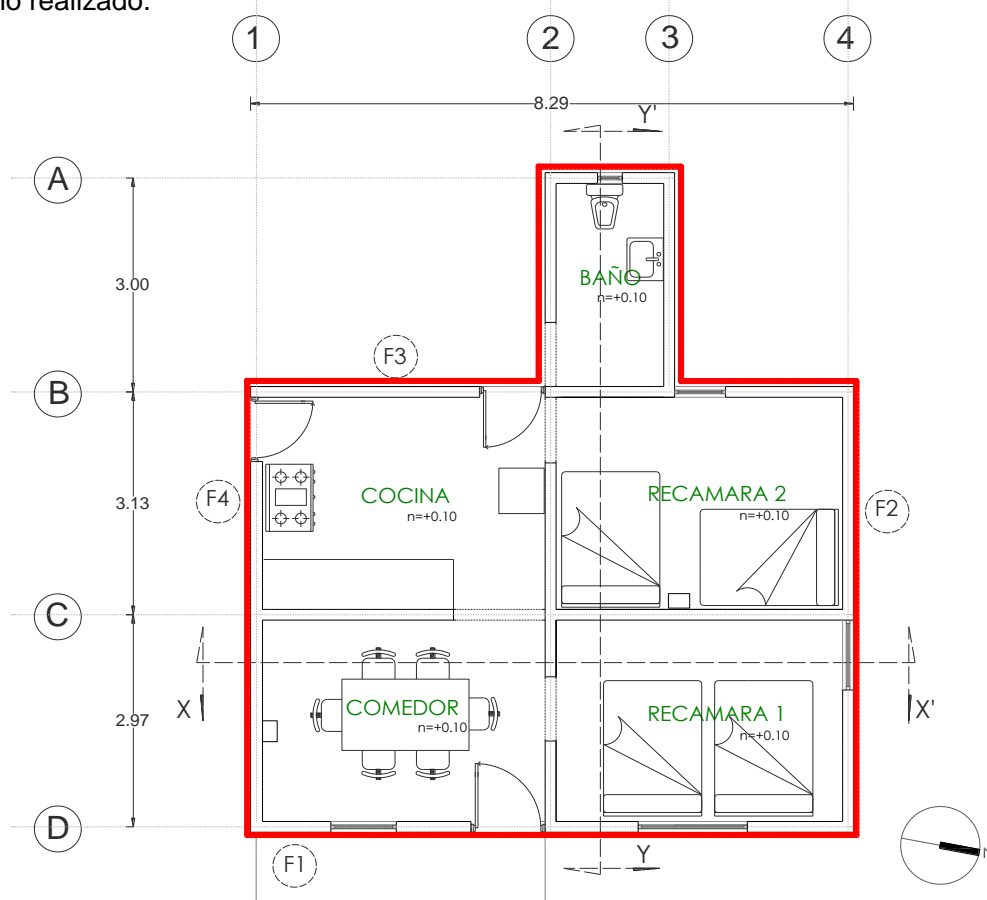 no realizado.
1 2 3 4
8.29
Y'
A
3.00
BAÑO
n=+0.10
F3
B
COCINA
n=+0.10
RECAMARA 2
n=+0.10
F4
3.13
F2
C
X
2.97
COMEDOR
n=+0.10
RECAMARA 1
n=+0.10
X'
D
F1
Y